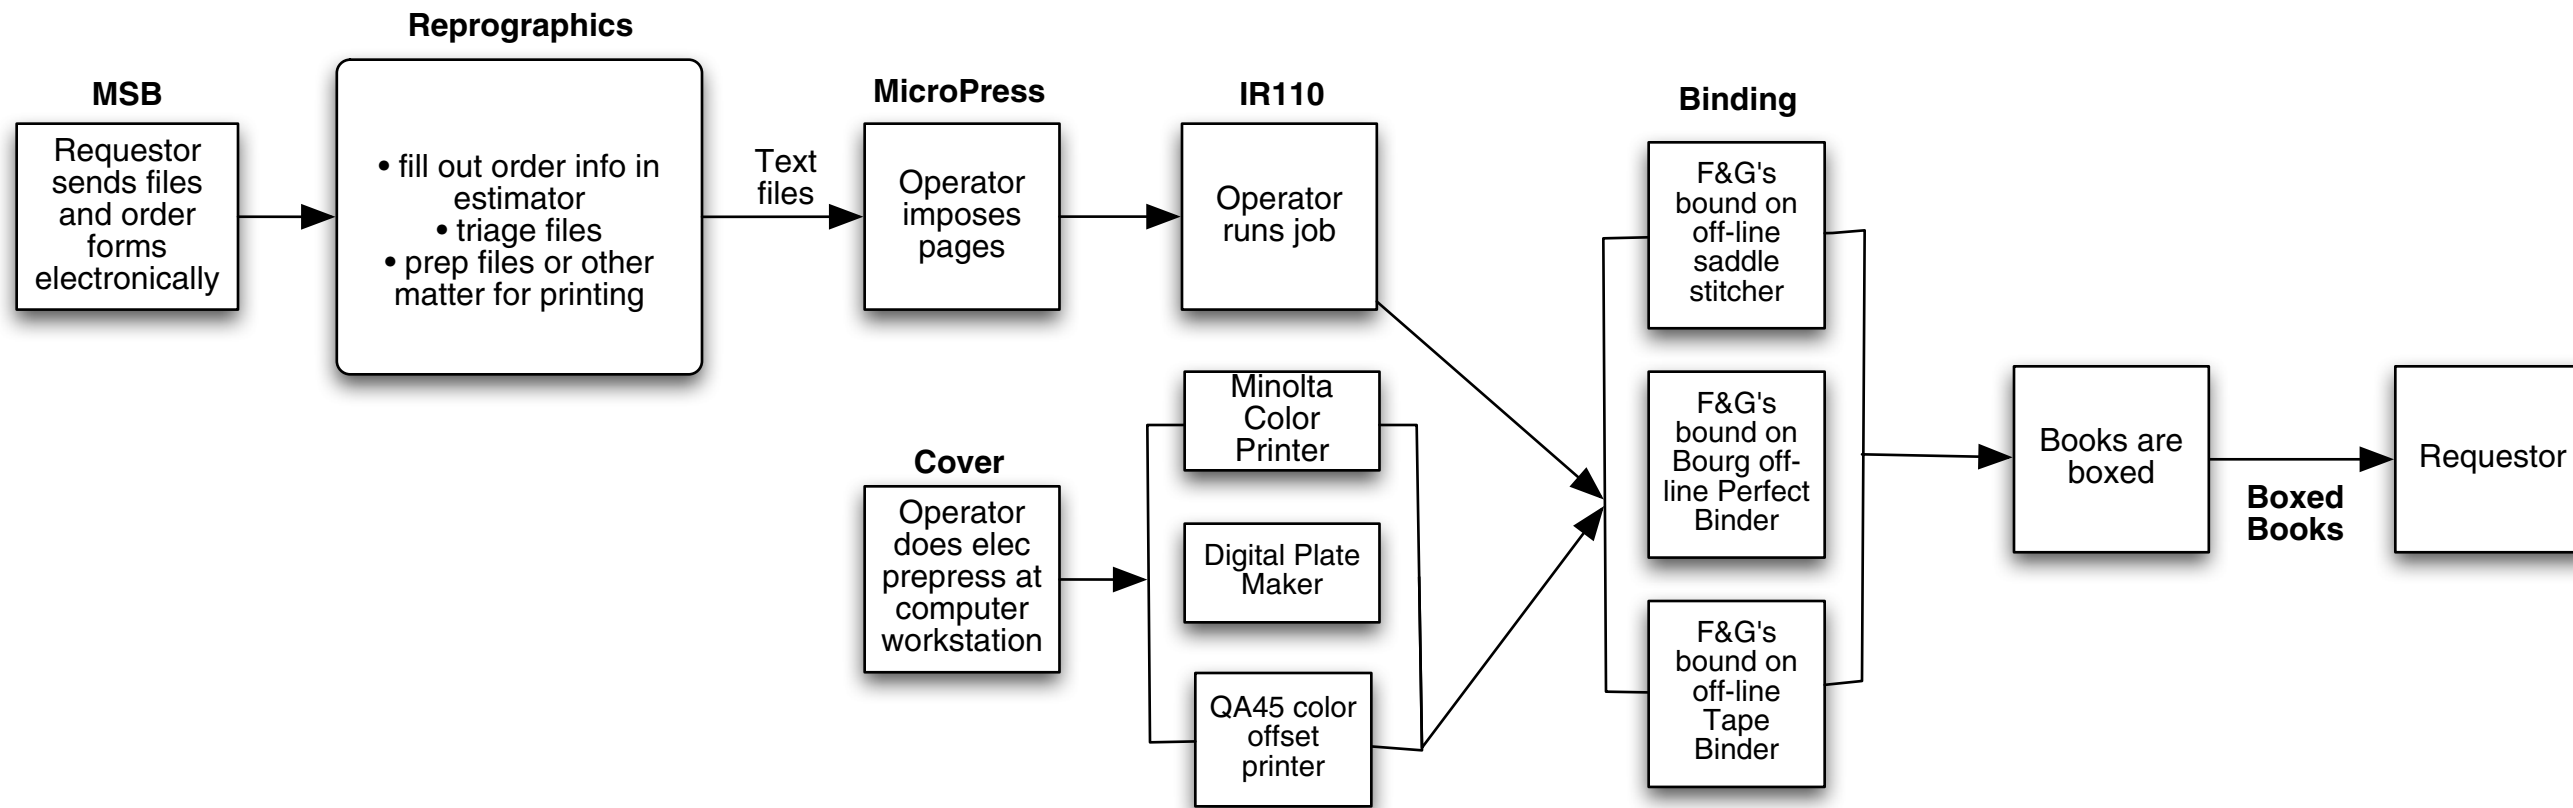 Reprographics
MSB
Requestor
sends files
and order
forms
electronically
• fill out order info in
estimator
• triage files
• prep files or other
matter for printing
Text
files
MicroPress
Operator
imposes
pages
IR110
Operator
runs job
Cover
Operator
does elec
prepress at
computer
workstation
Minolta
Color
Printer
Digital Plate
Maker
QA45 color
offset
printer
Binding
F&G's
bound on
off-line
saddle
stitcher
F&G's
bound on
Bourg off-
line Perfect
Binder
F&G's
bound on
off-line
Tape
Binder
Books are
boxed
Boxed
Books
Requestor